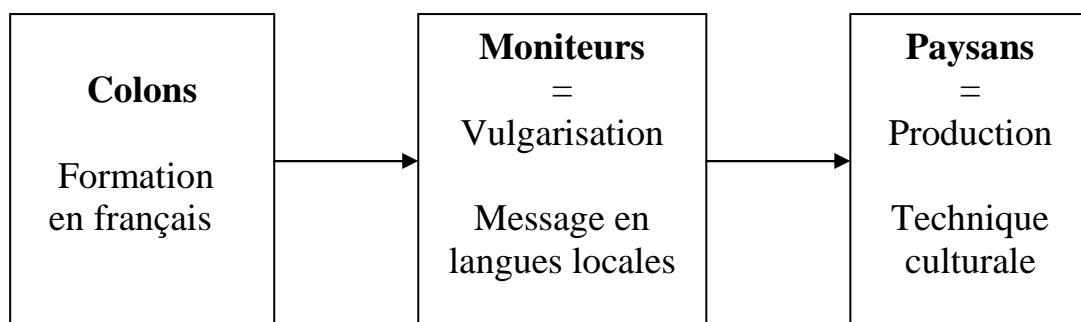 Colons
Formation
en français
Moniteurs
=
Vulgarisation
Message en
langues locales
Paysans
=
Production
Technique
culturale